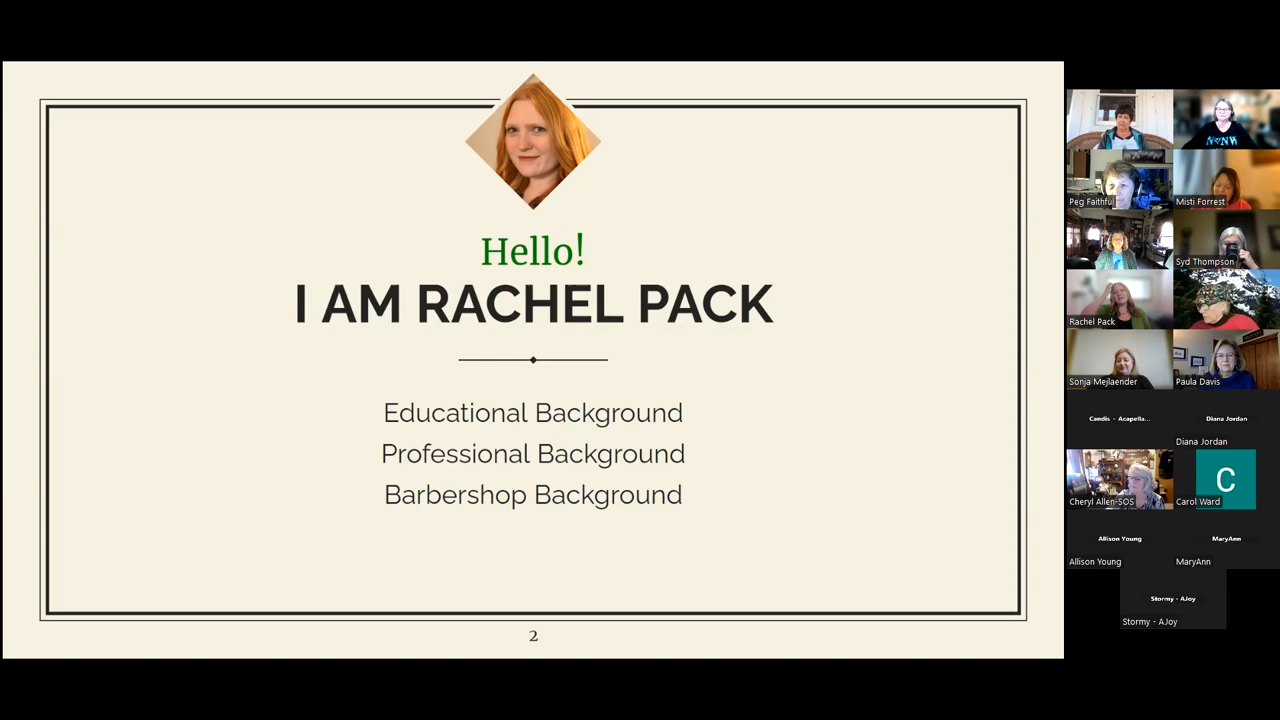 Hello!
I AM RACHEL PACK
Educational Background
Professional Background
Barbershop Background
2
Peg Faithful
Misti Forrest
Syd Thompson
Rachel Pack
Sonja Mejlaender
Paula Davis
Candis - Acapella...
Diana Jordan
Diana Jordan
Cheryl Allen-SOS
C
Carol Ward
Allison Young
MaryAnn
Allison Young
MaryAnn
Stormy - AJoy
Stormy - AJoy